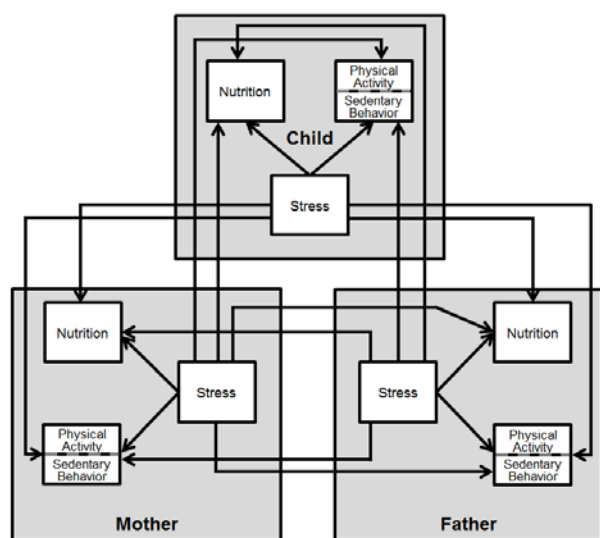 Nutrition
Physical
Activity
Sedentary
Behavior
Child
Stress
Nutrition
Stress
Physical
Activity
Sedentary
Behavior
Mother
Nutrition
Stress
Physical
Activity
Sedentary
Behavior
Father